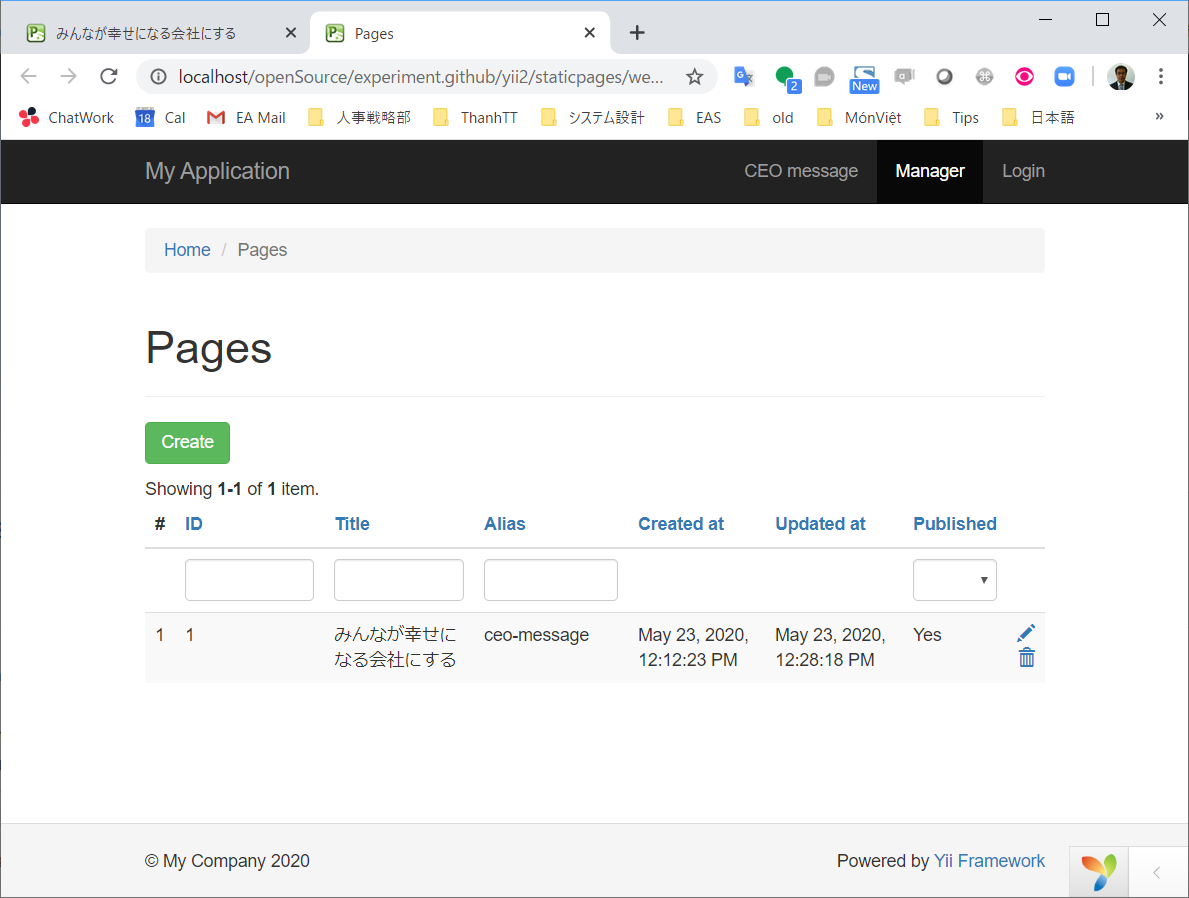 みんなが幸せになる会社にする
Pages
localhost/openSource/experiment.github/yii2/staticpages/we...
2
New
ChatWork 18 Cal EA Mail 人事戦略部 ThanhTT システム設計 EAS old MónViệt Tips 日本語 »
My Application CEO message Manager Login
Home / Pages
Pages
Create
Showing 1-1 of 1 item.
# ID Title Alias Created at Updated at Published
1 1 みんなが幸せに ceo-message May 23, 2020, May 23, 2020, Yes
なる会社にする 12:12:23 PM 12:28:18 PM
© My Company 2020 Powered by Yii Framework